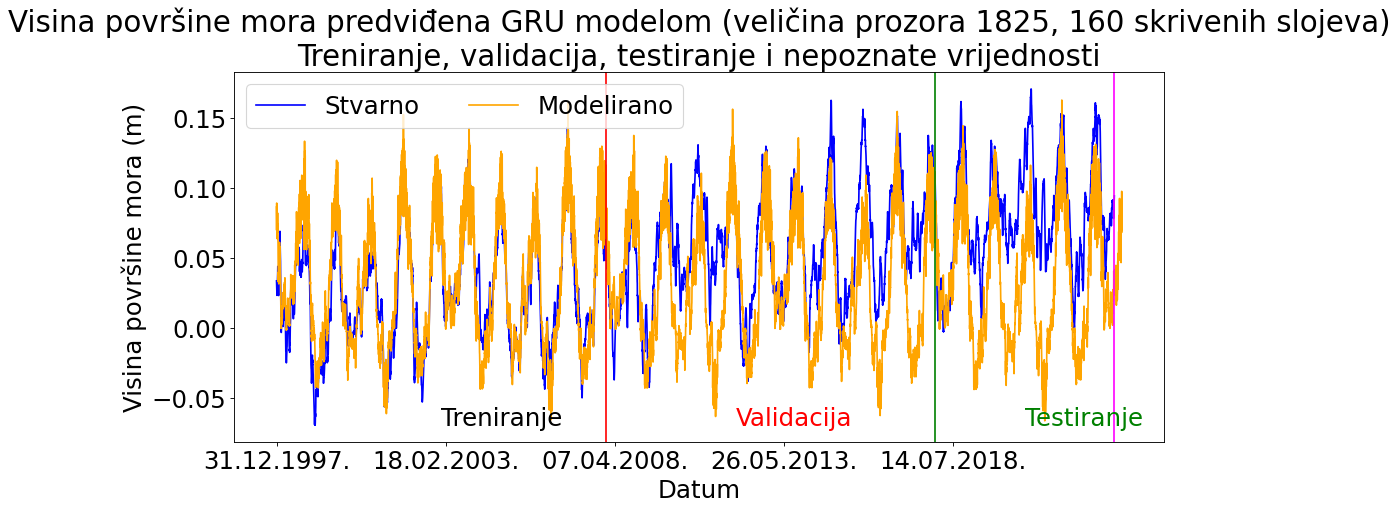 Visina površine mora predviđena GRU modelom (veličina prozora 1825, 160 skrivenih slojeva)
Treniranje, validacija, testiranje i nepoznate vrijednosti
Stvarno
Modelirano
Visina površine mora (m)
0.15
0.10
0.05
0.00
−0.05
Treniranje
Validacija
Testiranje
31.12.1997.
18.02.2003.
07.04.2008.
26.05.2013.
14.07.2018.
Datum